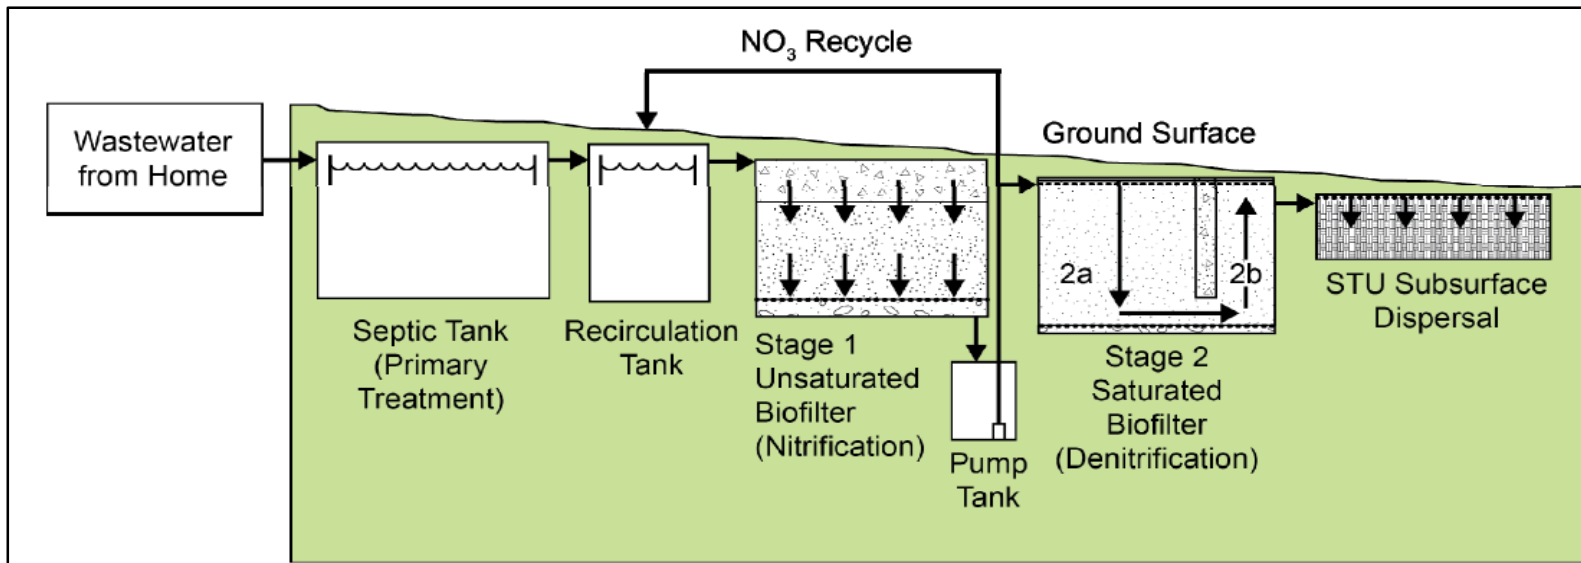 NO₃ Recycle
Wastewater
from Home
Ground Surface
Septic Tank
(Primary
Treatment)
Recirculation
Tank
Stage 1
Unsaturated
Biofilter
(Nitrification)
Pump
Tank
2a
2b
Stage 2
Saturated
Biofilter
(Denitrification)
STU Subsurface
Dispersal